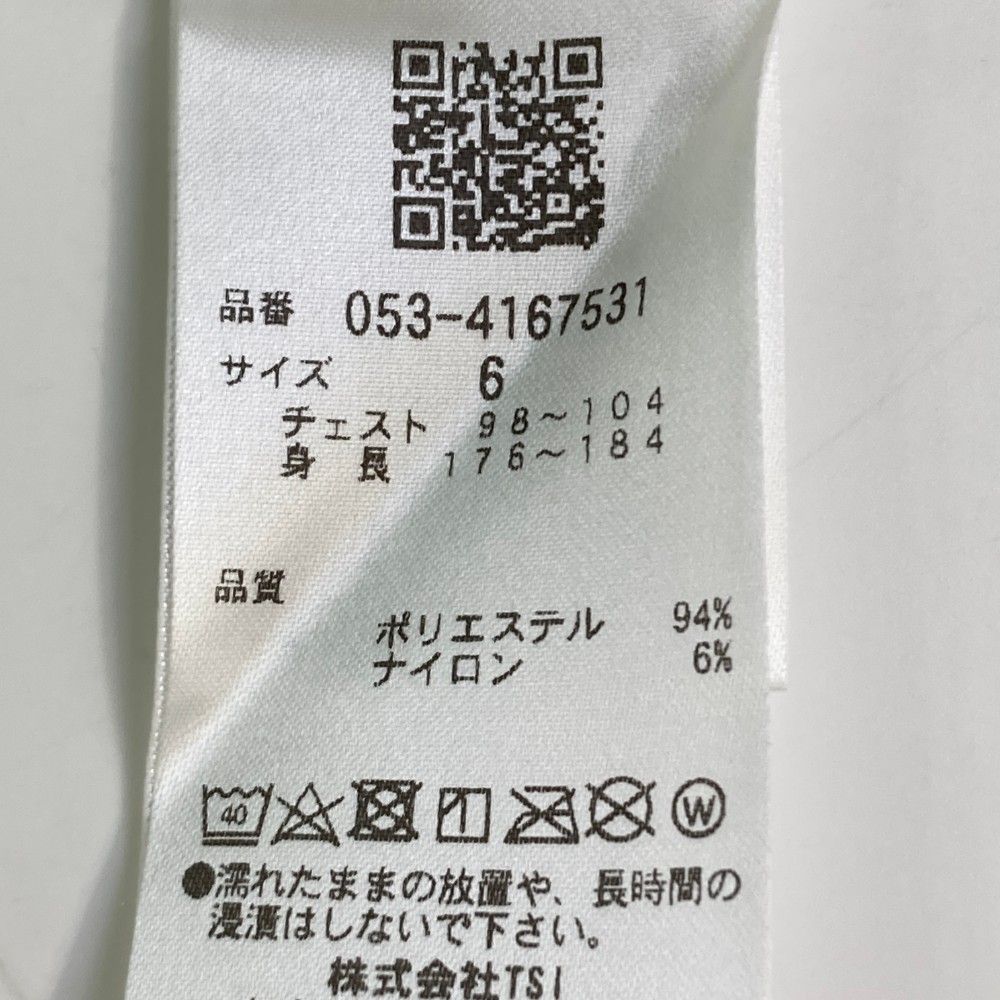 品番 053-4167531
サイズ 6
チェスト 98~104
身長 176~184
品質
ポリエステル 94%
ナイロン 6%
40 W
●濡れたままの放置や、長時間の
浸漬はしないで下さい。
株式会社TSI